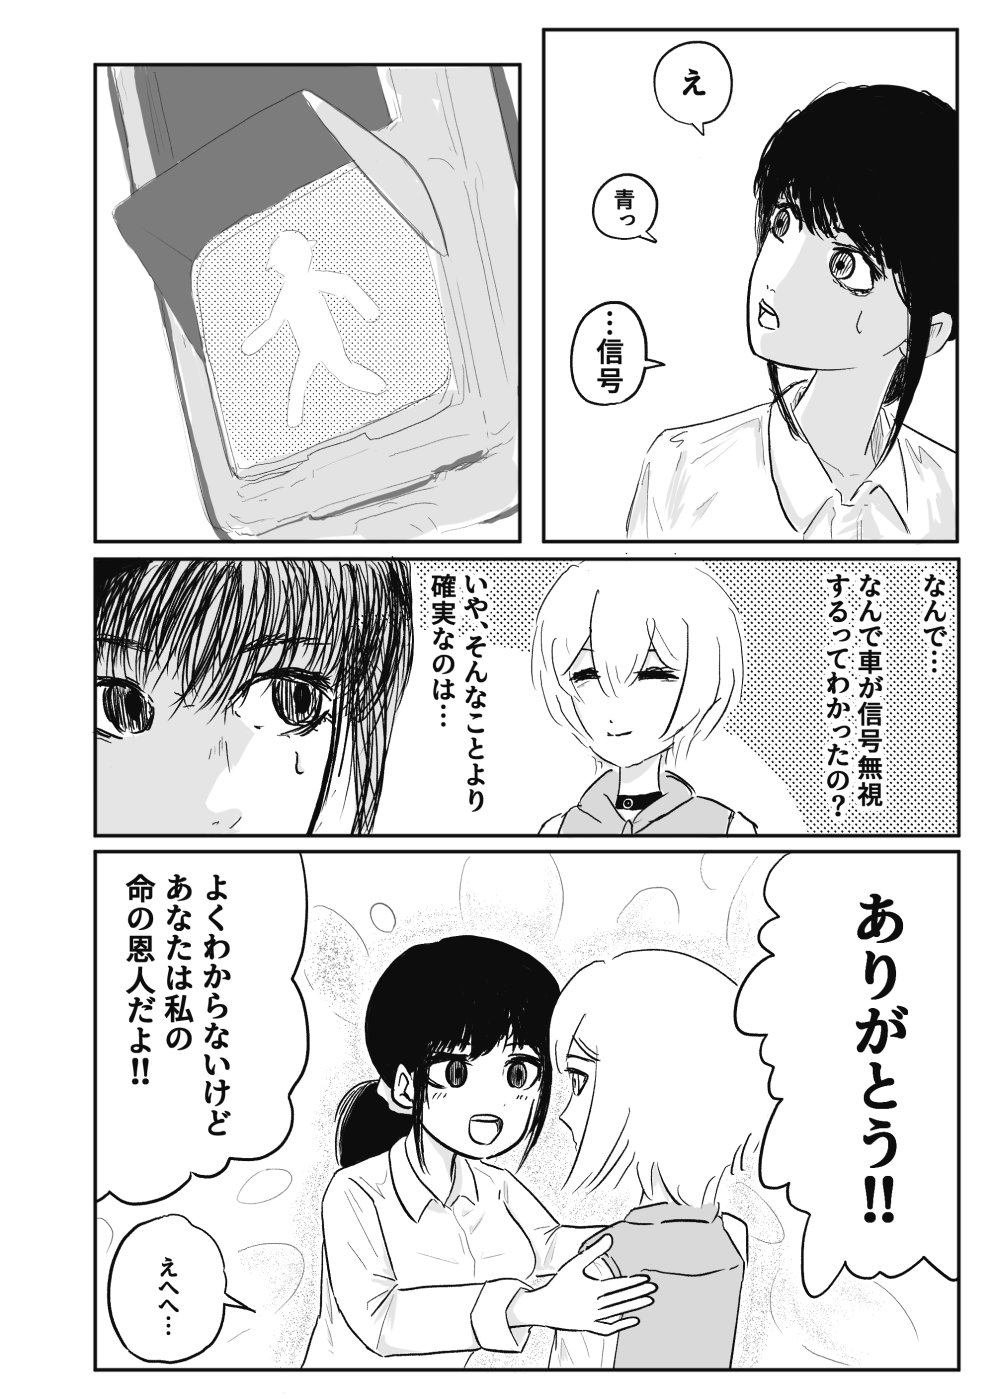 え
青っ
…信号
なんで…
なんで車が信号無視
するってわかったの？
いや、そんなことより
確実なのは…
ありがとう!!
よくわからないけど
あなたは私の
命の恩人だよ!!
えへへ…